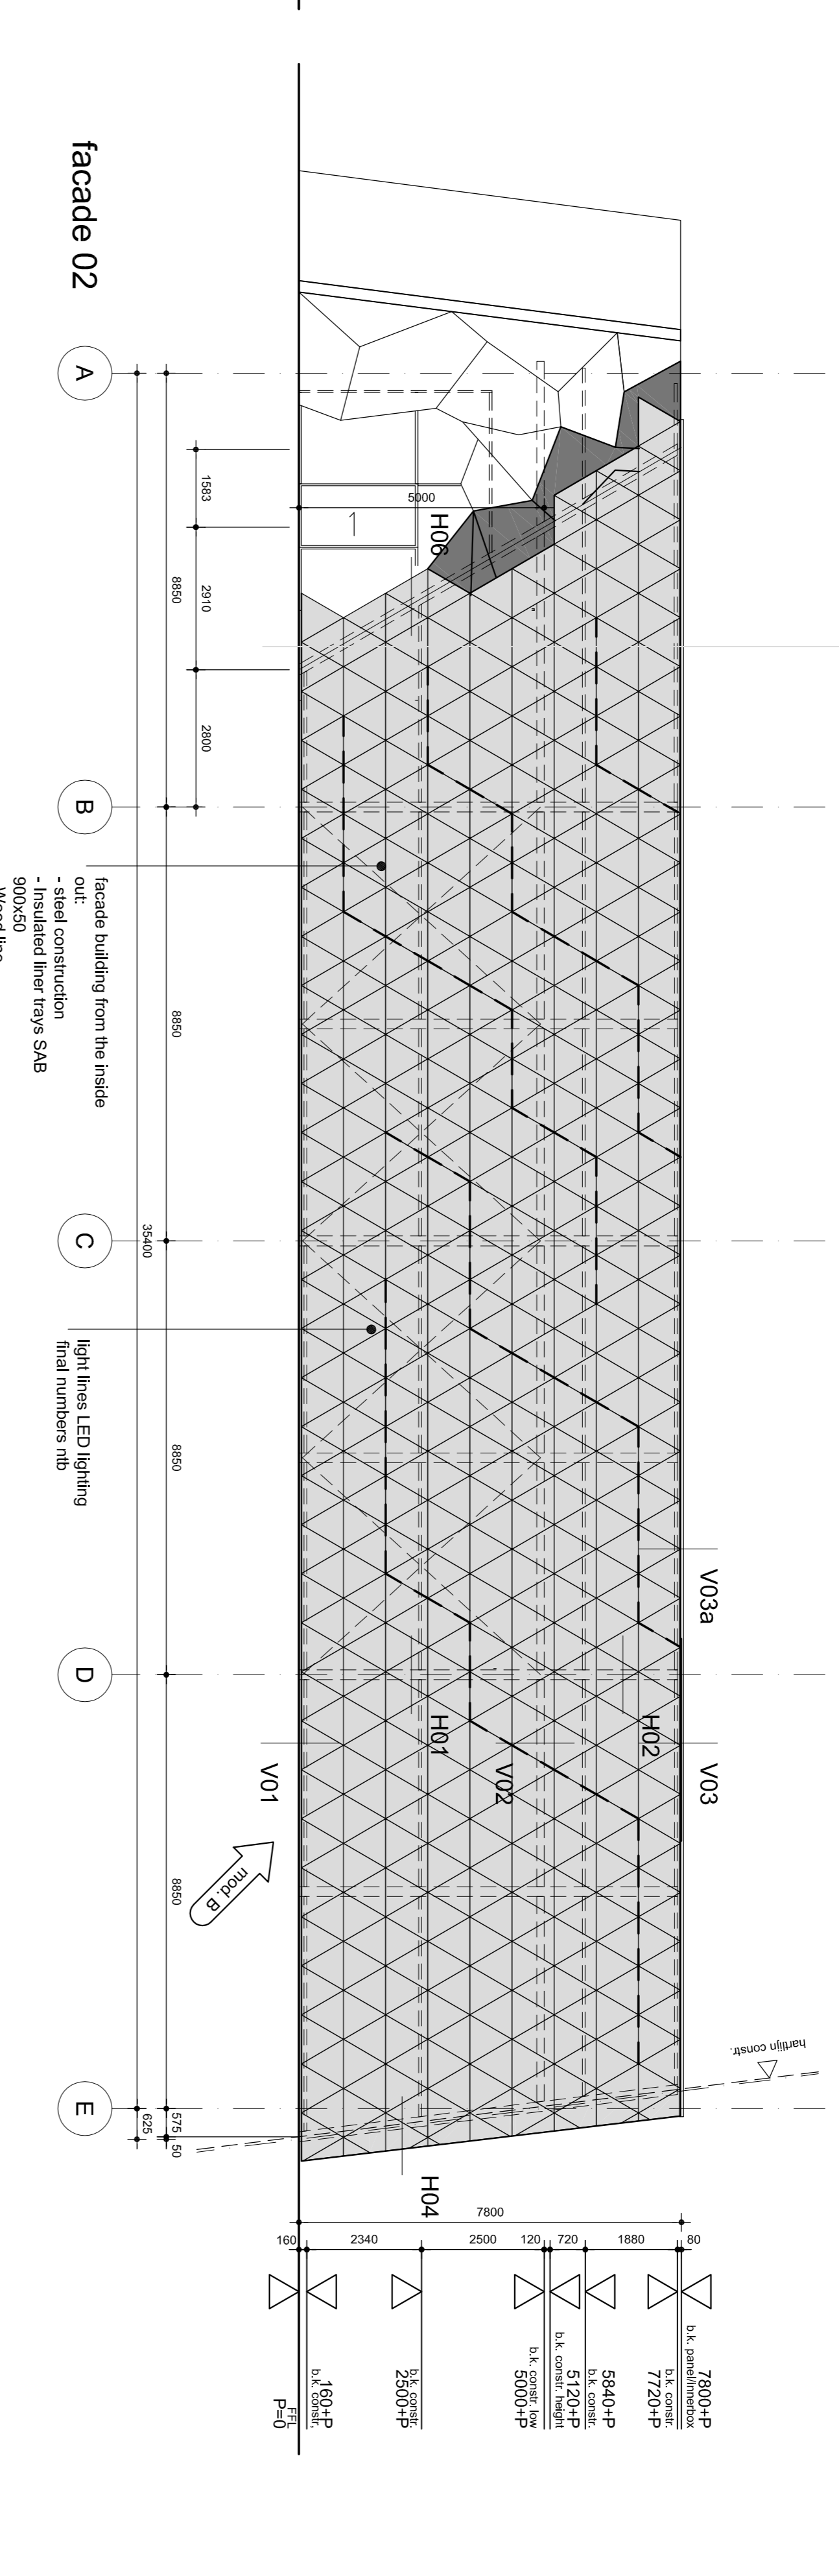 facade 02
A
B
C
D
E
1583
2910
2800
8850
8850
8850
8850
35400
575
50
625
5000
1
H06
facade building from the inside
out:
- steel construction
- Insulated liner trays SAB
900x50
light lines LED lighting
final numbers ntb
V03a
H01
H02
V01
V02
V03
mod. B
hartlijn constr.
H04
7800
160
2340
2500
120
720
1880
80
7800+P
b.k. panel/innerbox
7720+P
b.k. constr.
5840+P
b.k. constr.
5120+P
b.k. constr. height
5000+P
b.k. constr. low
2500+P
b.k. constr.
160+P
b.k. constr.
FFL
P=0